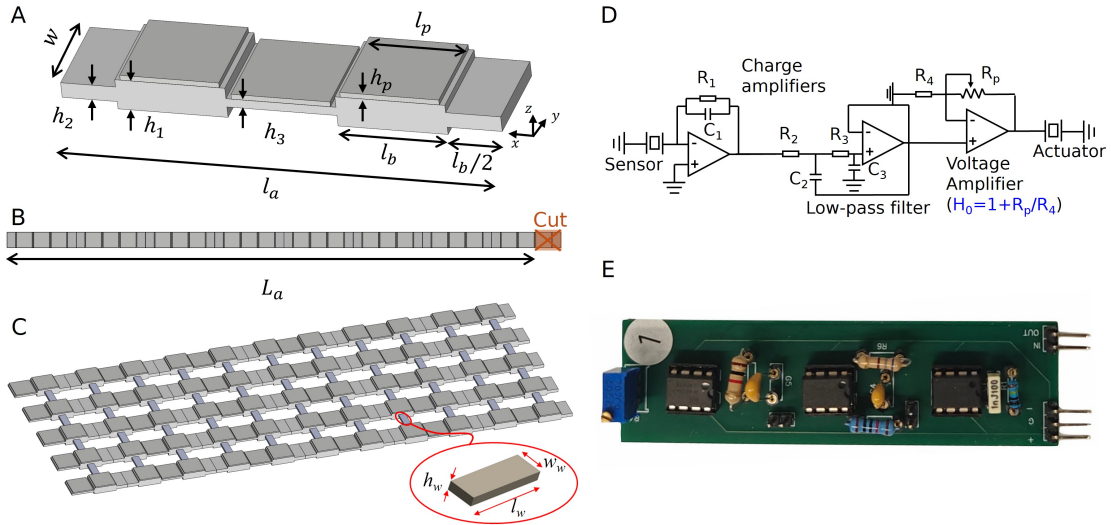 A
w
l_p
h_p
h_2
h_1
h_3
z
y
x
l_b
l_b/2
l_a
B
Cut
L_a
C
h_w
w_w
l_w
D
Charge
amplifiers
R_1
C_1
Sensor
R_2
R_3
C_2
C_3
Low-pass filter
R_4
R_p
Voltage
Amplifier
(H_0=1+R_p/R_4)
Actuator
E
1
R6
OUT
IN
1nJ100
G
+